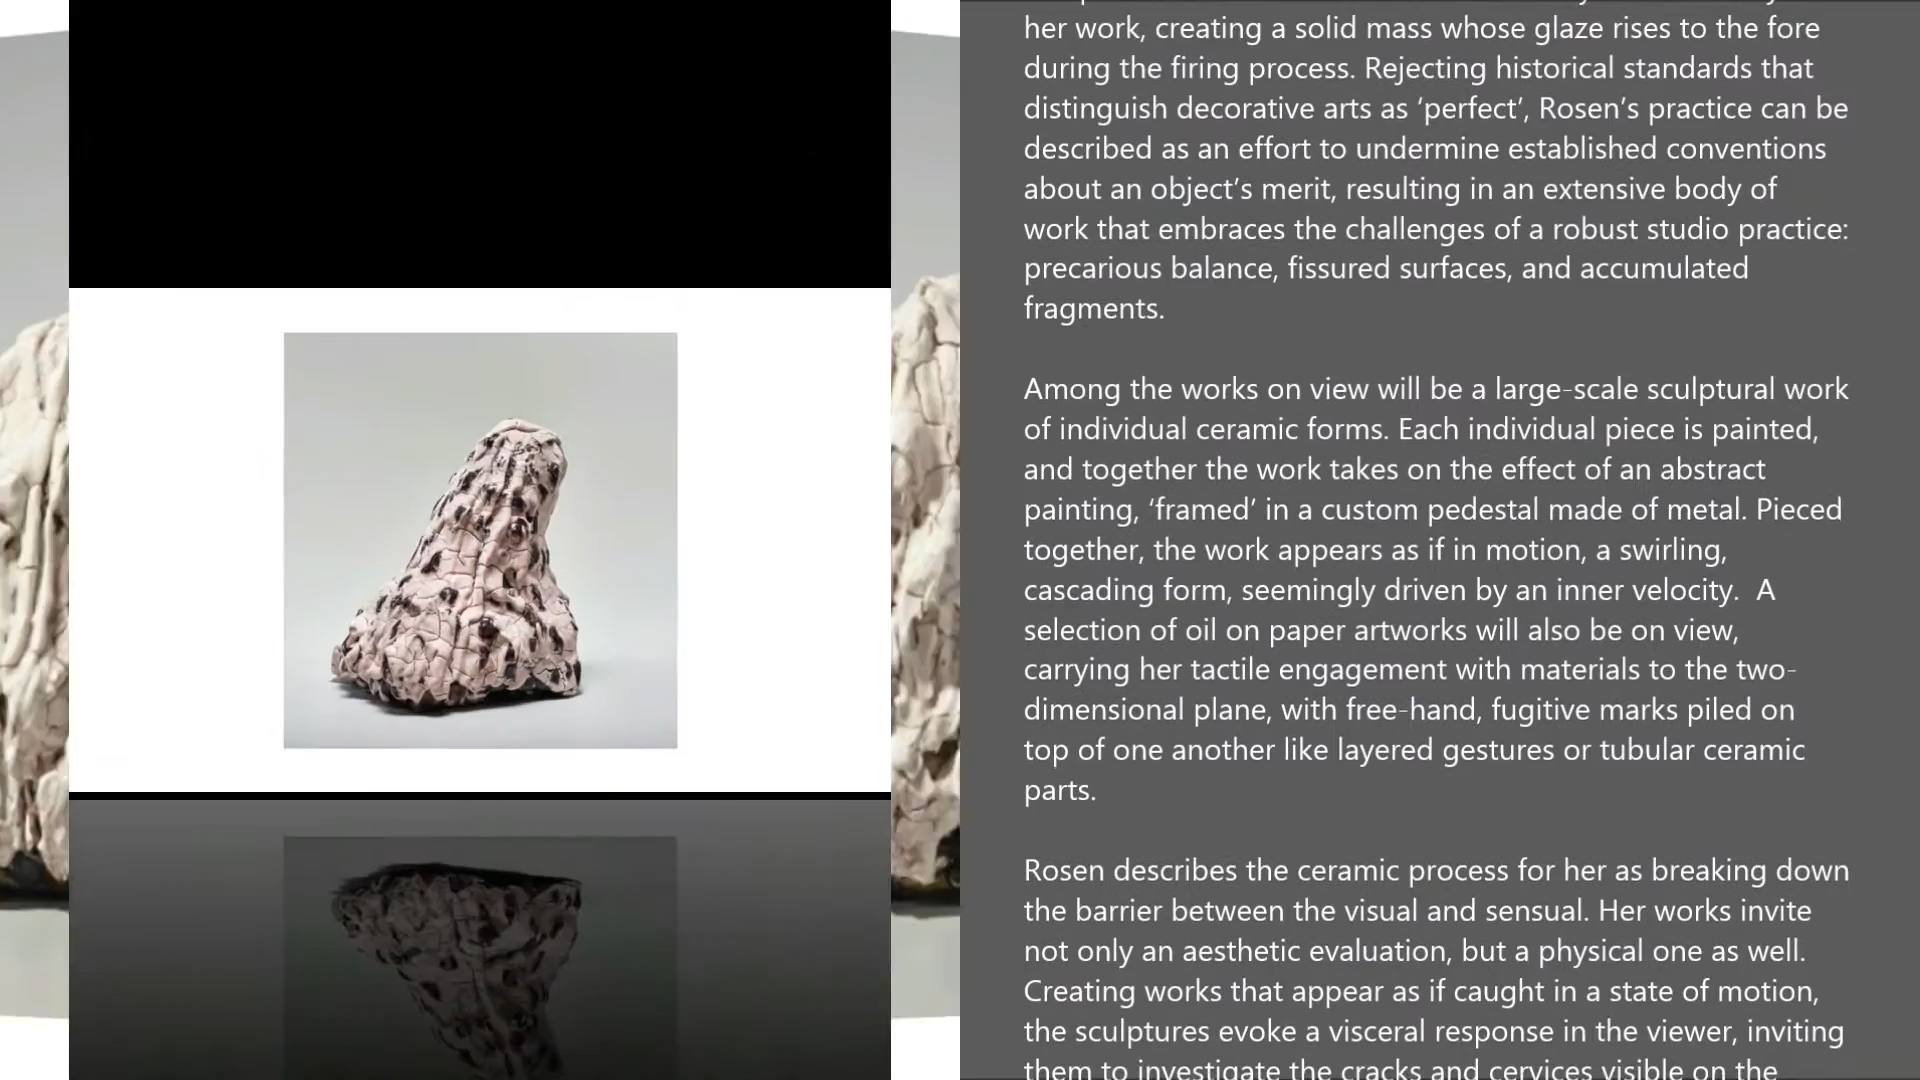 her work, creating a solid mass whose glaze rises to the fore
during the firing process. Rejecting historical standards that
distinguish decorative arts as ‘perfect’, Rosen’s practice can be
described as an effort to undermine established conventions
about an object’s merit, resulting in an extensive body of
work that embraces the challenges of a robust studio practice:
precarious balance, fissured surfaces, and accumulated
fragments.
Among the works on view will be a large-scale sculptural work
of individual ceramic forms. Each individual piece is painted,
and together the work takes on the effect of an abstract
painting, ‘framed’ in a custom pedestal made of metal. Pieced
together, the work appears as if in motion, a swirling,
cascading form, seemingly driven by an inner velocity.  A
selection of oil on paper artworks will also be on view,
carrying her tactile engagement with materials to the two-
dimensional plane, with free-hand, fugitive marks piled on
top of one another like layered gestures or tubular ceramic
parts.
Rosen describes the ceramic process for her as breaking down
the barrier between the visual and sensual. Her works invite
not only an aesthetic evaluation, but a physical one as well.
Creating works that appear as if caught in a state of motion,
the sculptures evoke a visceral response in the viewer, inviting
them to investigate the cracks and cervices visible on the